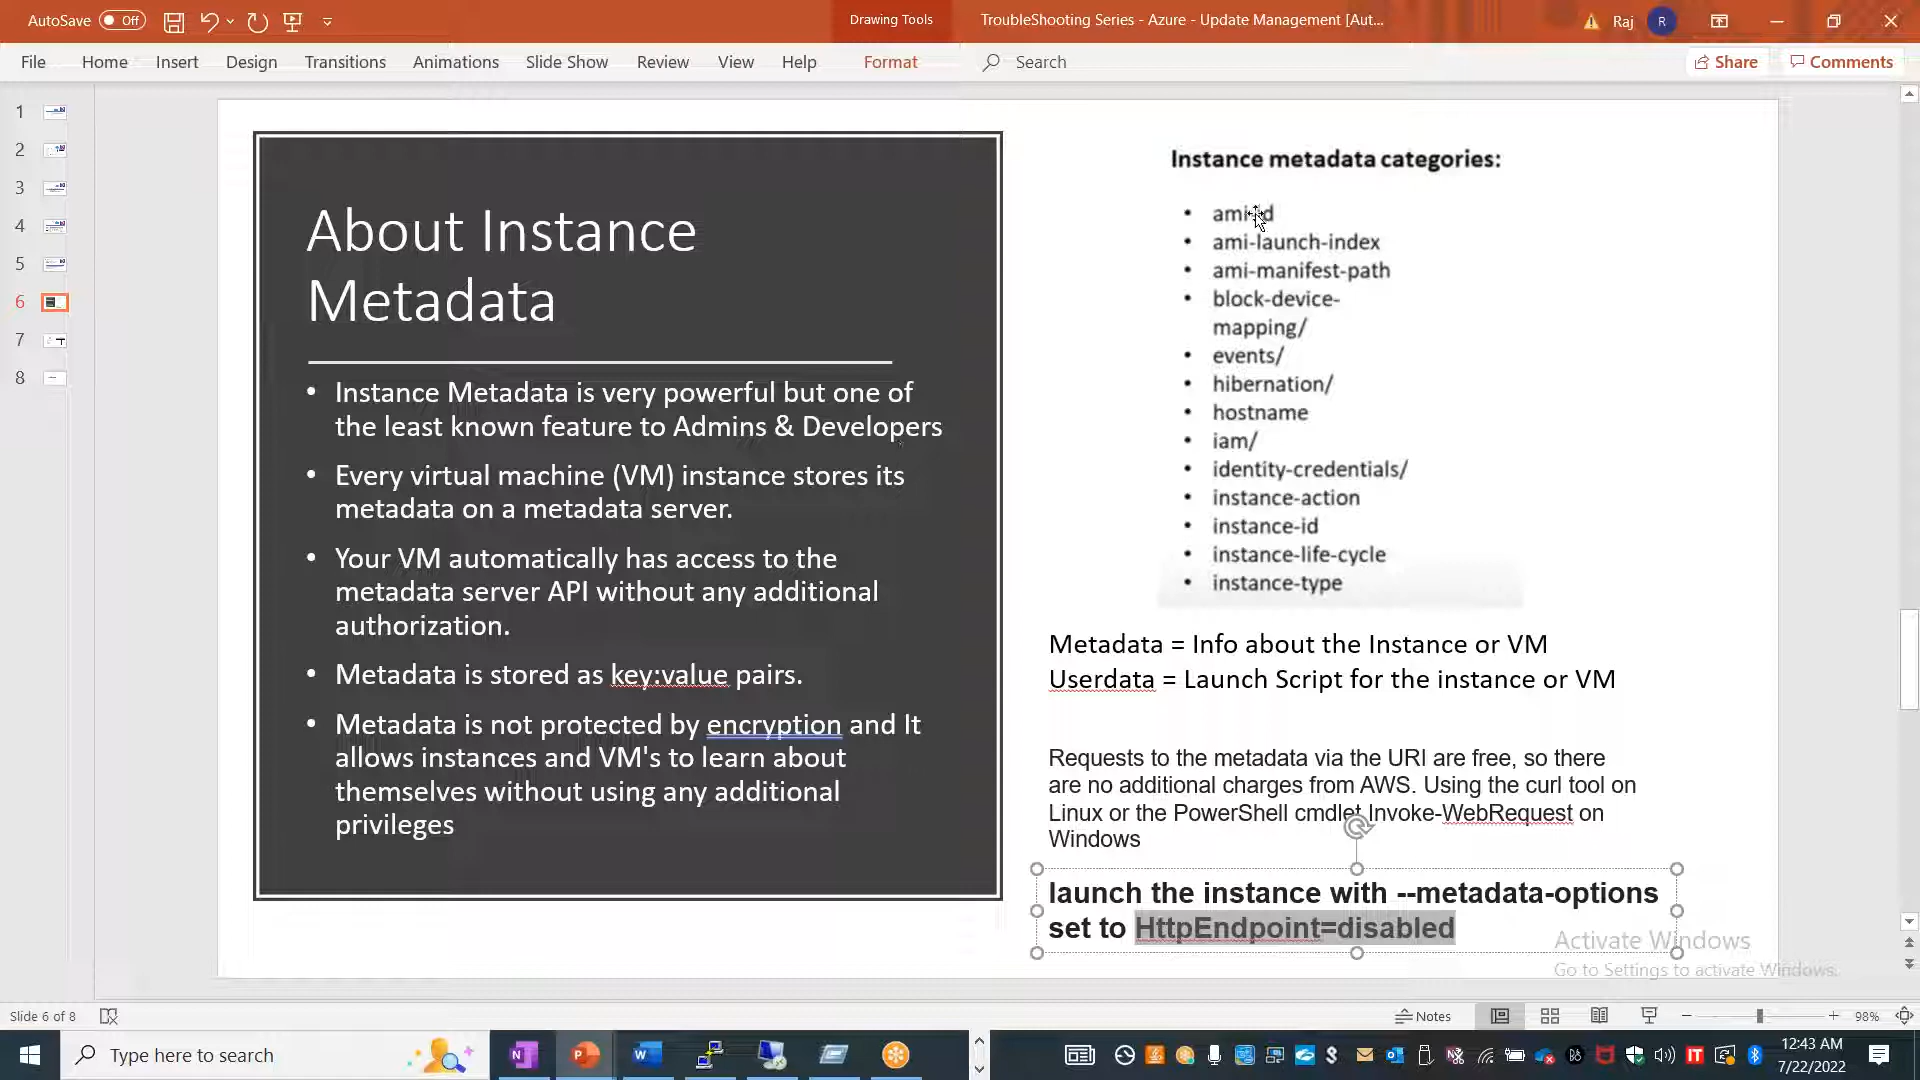 AutoSave Off
Drawing Tools
TroubleShooting Series - Azure - Update Management [Aut...
Raj R
File Home Insert Design Transitions Animations Slide Show Review View Help Format Search Share Comments
1
2
3
4
5
6
7
8
About Instance
Metadata
• Instance Metadata is very powerful but one of
the least known feature to Admins & Developers
• Every virtual machine (VM) instance stores its
metadata on a metadata server.
• Your VM automatically has access to the
metadata server API without any additional
authorization.
• Metadata is stored as key:value pairs.
• Metadata is not protected by encryption and It
allows instances and VM's to learn about
themselves without using any additional
privileges
Instance metadata categories:
• ami-id
• ami-launch-index
• ami-manifest-path
• block-device-
mapping/
• events/
• hibernation/
• hostname
• iam/
• identity-credentials/
• instance-action
• instance-id
• instance-life-cycle
• instance-type
Metadata = Info about the Instance or VM
Userdata = Launch Script for the instance or VM
Requests to the metadata via the URI are free, so there
are no additional charges from AWS. Using the curl tool on
Linux or the PowerShell cmdlet Invoke-WebRequest on
Windows
launch the instance with --metadata-options
set to HttpEndpoint=disabled
Activate Windows
Go to Settings to activate Windows.
Slide 6 of 8
Notes
98%
Type here to search
12:43 AM
7/22/2022